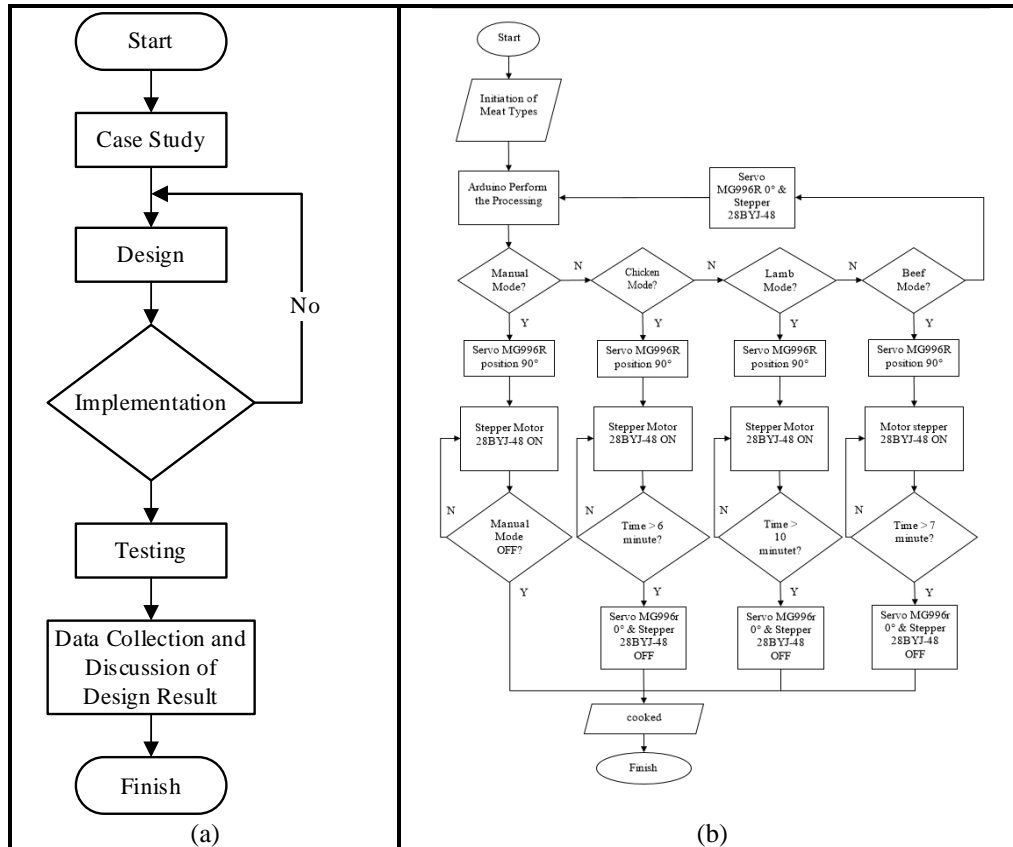 Start
Case Study
Design
No
Implementation
Testing
Data Collection and
Discussion of
Design Result
Finish
(a)
Start
Initiation of
Meat Types
Arduino Perform
the Processing
Servo
MG996R 0° &
Stepper
28BYJ-48
Manual
Mode?
N
Chicken
Mode?
N
Lamb
Mode?
N
Beef
Mode?
Y
Y
Y
Y
Servo MG996R
position 90°
Servo MG996R
position 90°
Servo MG996R
position 90°
Servo MG996R
position 90°
Stepper Motor
28BYJ-48 ON
Stepper Motor
28BYJ-48 ON
Stepper Motor
28BYJ-48 ON
Motor stepper
28BYJ-48 ON
N
Manual
Mode
OFF?
N
Time > 6
minute?
N
Time >
10
minutet?
N
Time > 7
minute?
Y
Y
Y
Y
Servo MG996r
0° & Stepper
28BYJ-48
OFF
Servo MG996r
0° & Stepper
28BYJ-48
OFF
Servo MG996r
0° & Stepper
28BYJ-48
OFF
cooked
Finish
(b)